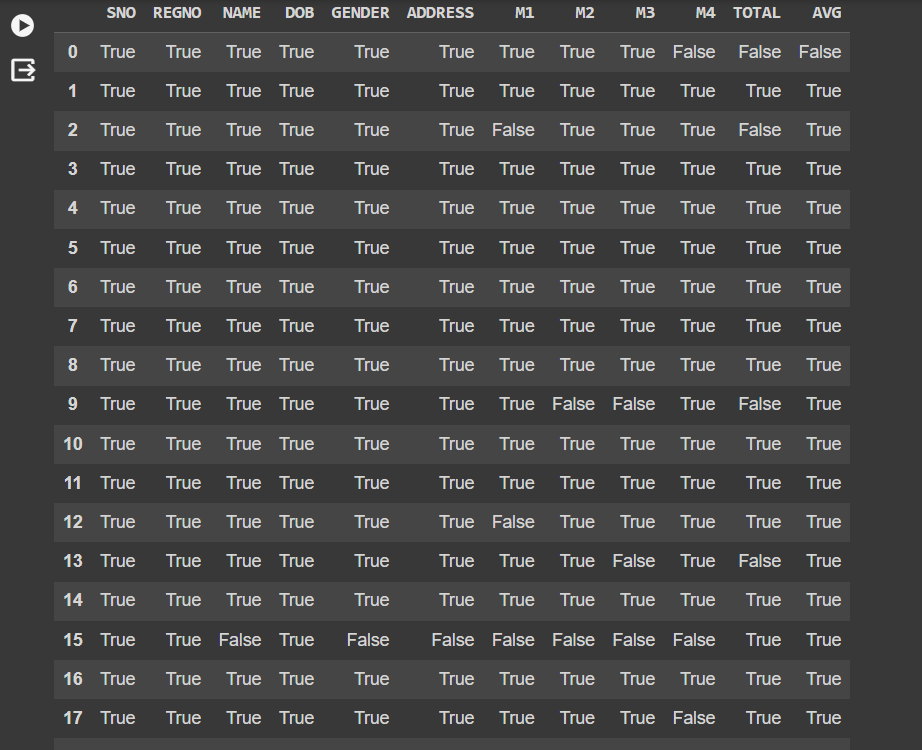 SNO REGNO NAME DOB GENDER ADDRESS M1 M2 M3 M4 TOTAL AVG
0 True True True True True True True True True False False False
1 True True True True True True True True True True True True
2 True True True True True True False True True True False True
3 True True True True True True True True True True True True
4 True True True True True True True True True True True True
5 True True True True True True True True True True True True
6 True True True True True True True True True True True True
7 True True True True True True True True True True True True
8 True True True True True True True True True True True True
9 True True True True True True True False False True False True
10 True True True True True True True True True True True True
11 True True True True True True True True True True True True
12 True True True True True True False True True True True True
13 True True True True True True True True False True False True
14 True True True True True True True True True True True True
15 True True False True False False False False False False True True
16 True True True True True True True True True True True True
17 True True True True True True True True True False True True